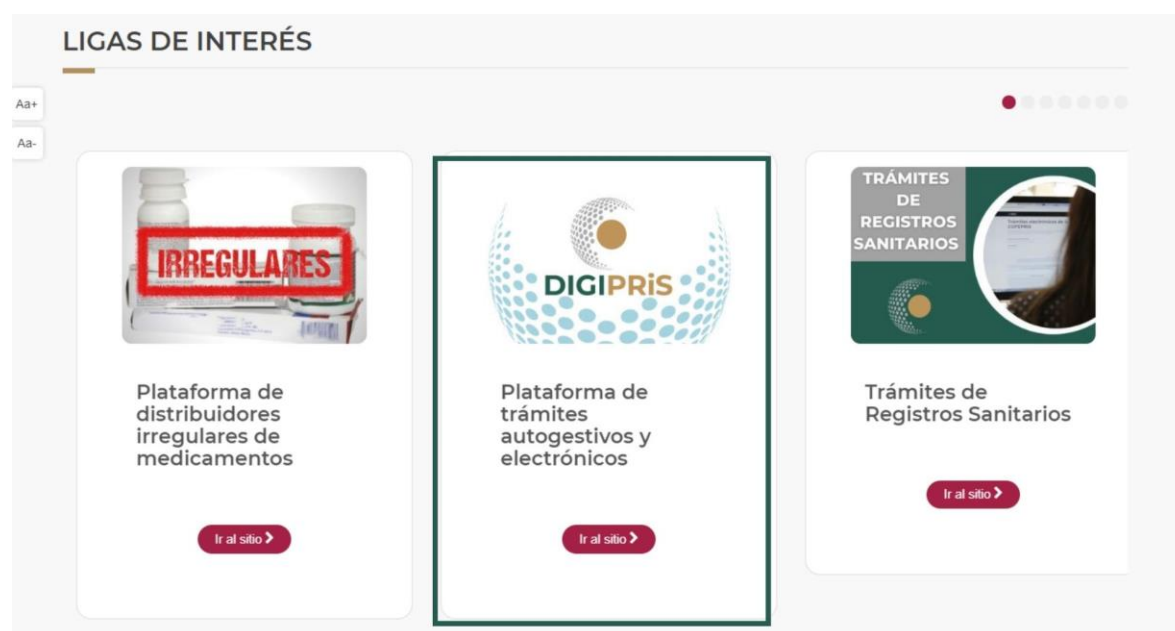 LIGAS DE INTERÉS
Aa+
Aa-
IRREGULARES
Plataforma de
distribuidores
irregulares de
medicamentos
Ir al sitio
DIGIPRiS
Plataforma de
trámites
autogestivos y
electrónicos
Ir al sitio
TRÁMITES
DE
REGISTROS
SANITARIOS
Trámites de
Registros Sanitarios
Ir al sitio